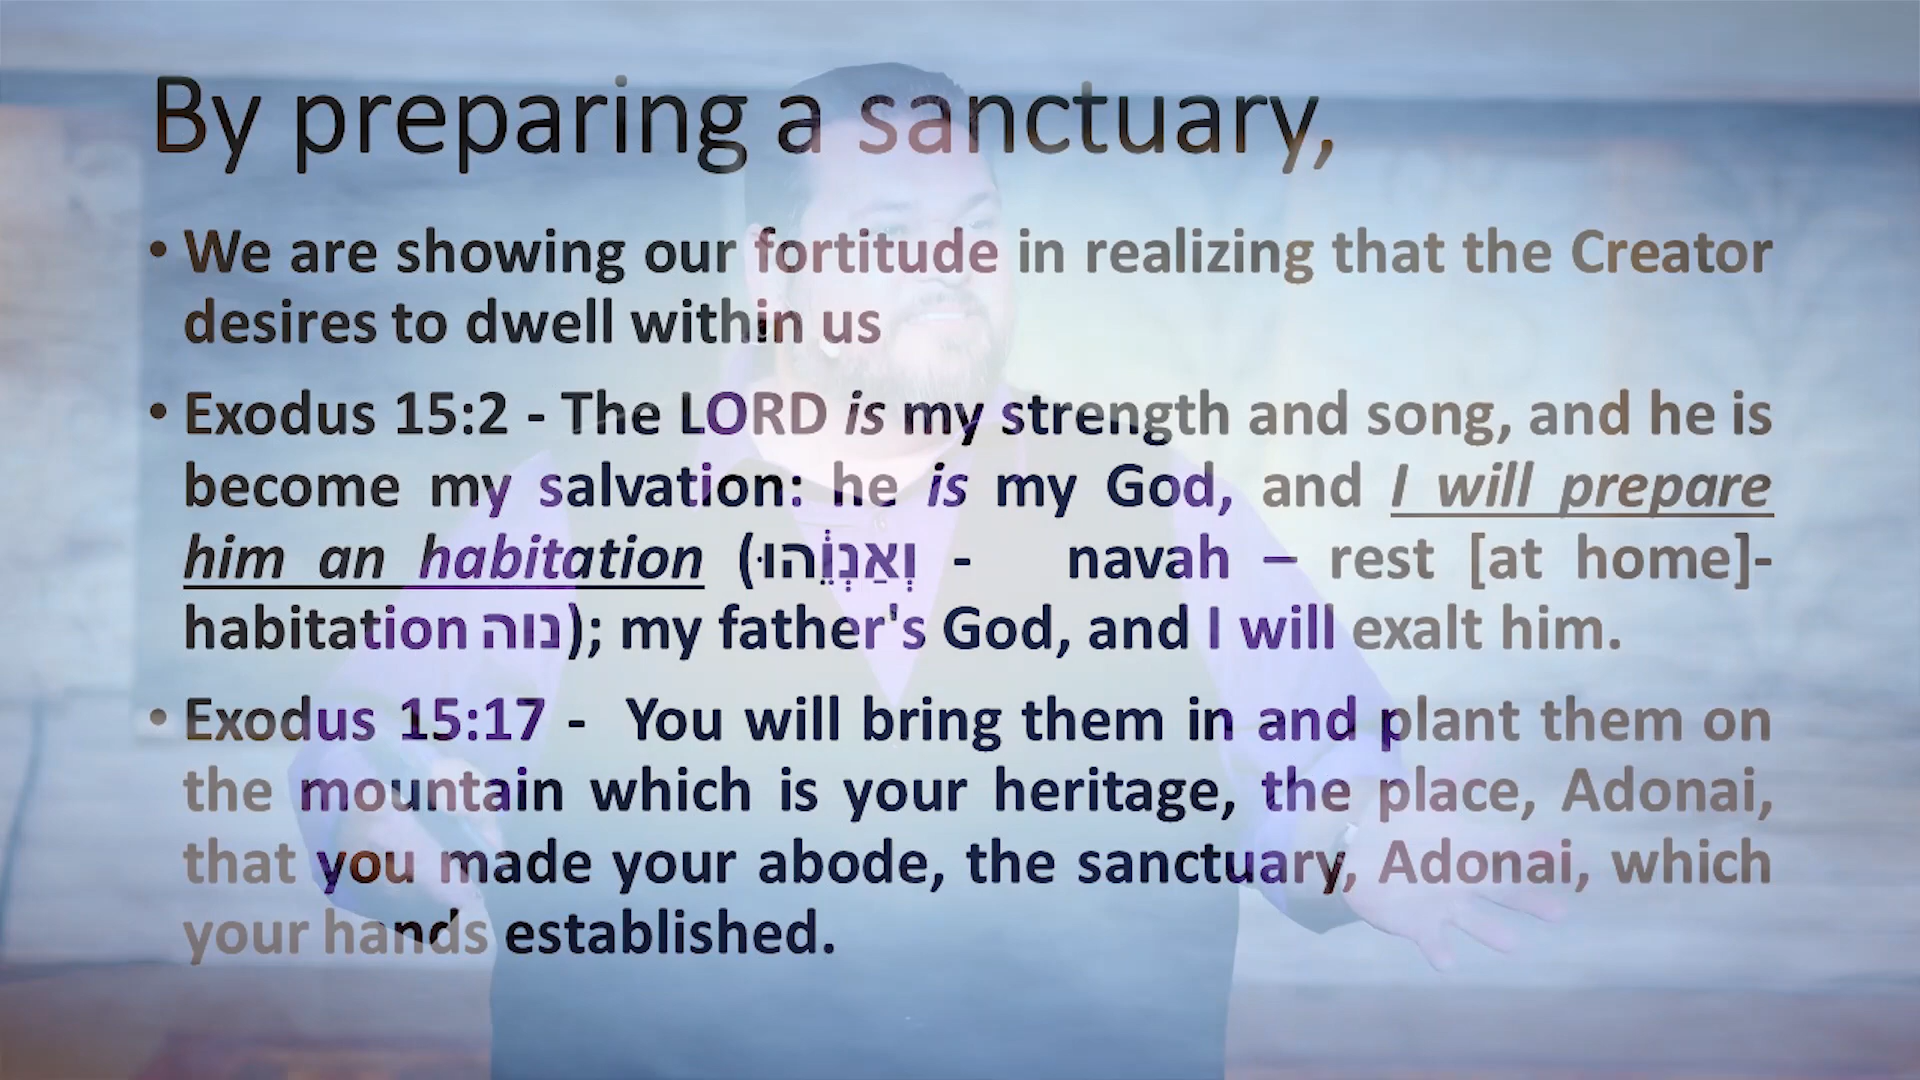 By preparing a sanctuary,
• We are showing our fortitude in realizing that the Creator
desires to dwell within us
• Exodus 15:2 - The LORD is my strength and song, and he is
become my salvation: he is my God, and I will prepare
him an habitation (וְאַנְוֵ֔הוּ - navah – rest [at home]-
habitation נוה); my father's God, and I will exalt him.
• Exodus 15:17 - You will bring them in and plant them on
the mountain which is your heritage, the place, Adonai,
that you made your abode, the sanctuary, Adonai, which
your hands established.